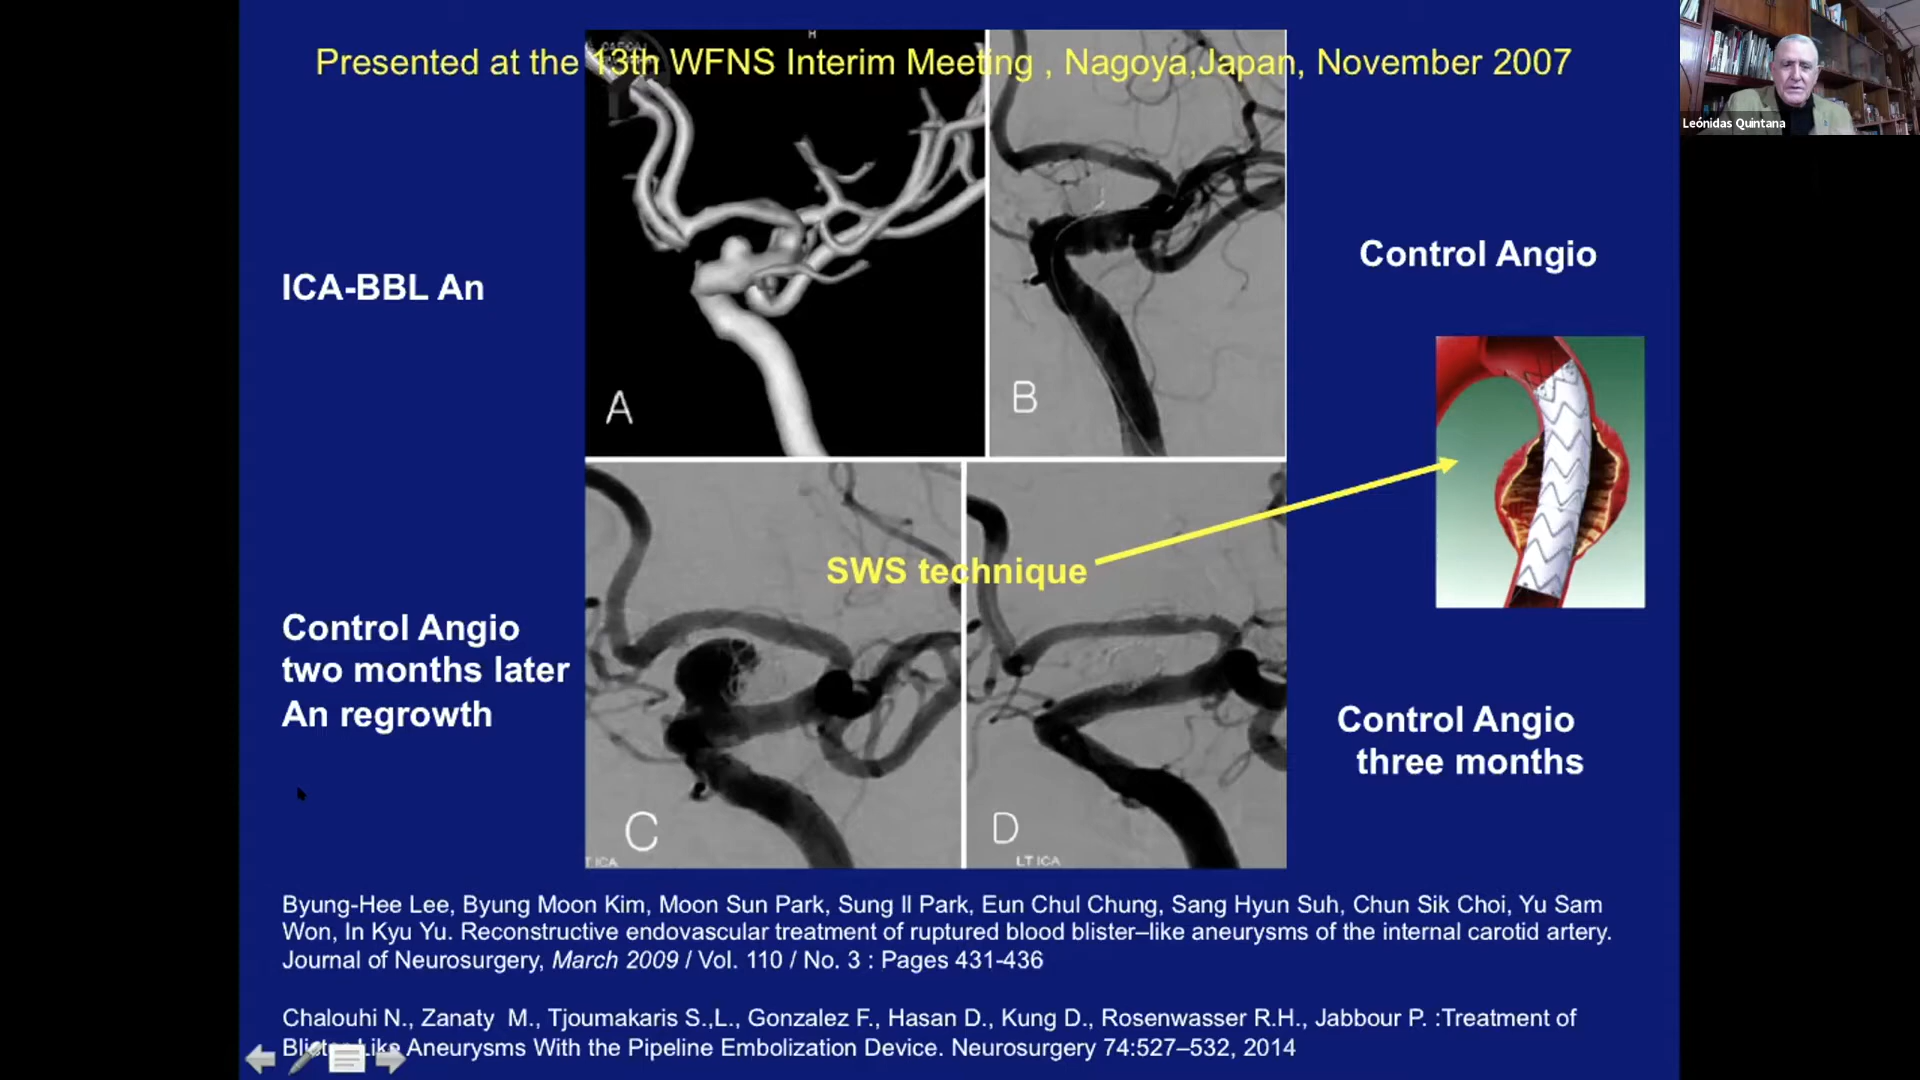 Presented at the 13th WFNS Interim Meeting , Nagoya,Japan, November 2007
Leónidas Quintana
ICA-BBL An
Control Angio
A
B
SWS technique
Control Angio
two months later
An regrowth
Control Angio
three months
C
D
LT ICA
Byung-Hee Lee, Byung Moon Kim, Moon Sun Park, Sung Il Park, Eun Chul Chung, Sang Hyun Suh, Chun Sik Choi, Yu Sam
Won, In Kyu Yu. Reconstructive endovascular treatment of ruptured blood blister–like aneurysms of the internal carotid artery.
Journal of Neurosurgery, March 2009 / Vol. 110 / No. 3 : Pages 431-436
Chalouhi N., Zanaty M., Tjoumakaris S.,L., Gonzalez F., Hasan D., Kung D., Rosenwasser R.H., Jabbour P. :Treatment of
Blister-Like Aneurysms With the Pipeline Embolization Device. Neurosurgery 74:527–532, 2014